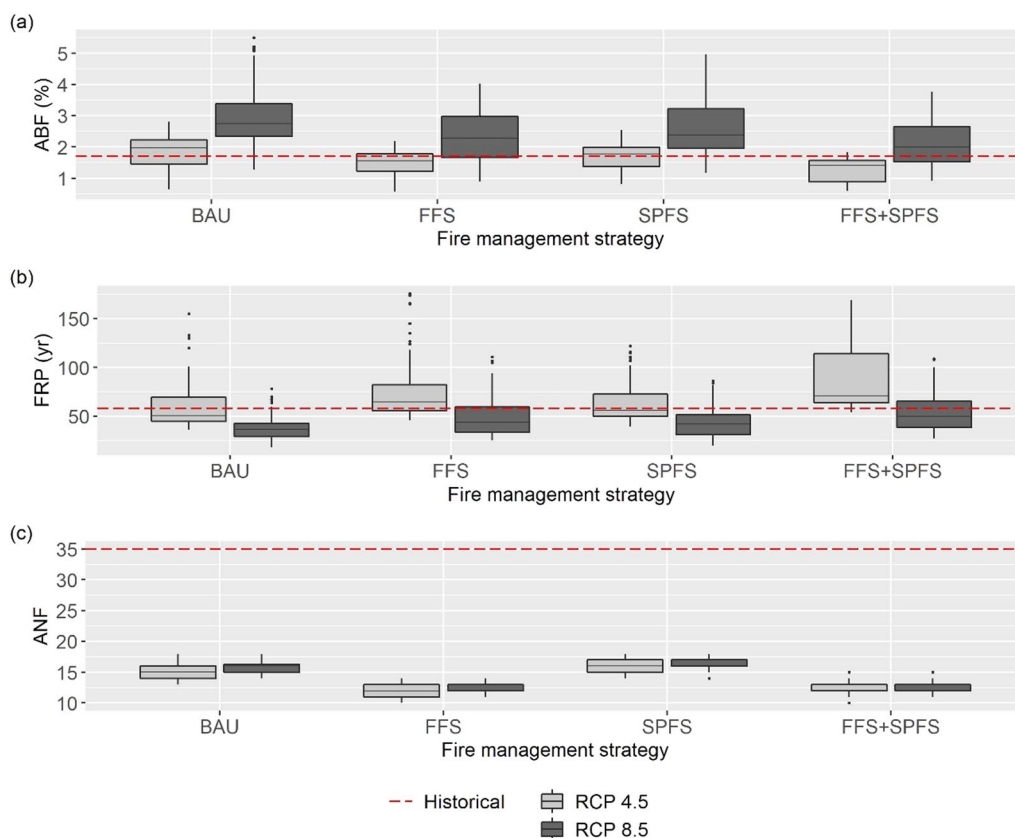 (a)
ABF (%)
5
4
3
2
1
BAU FFS SPFS FFS+SPFS
Fire management strategy
(b)
FRP (yr)
150
100
50
BAU FFS SPFS FFS+SPFS
Fire management strategy
(c)
ANF
35
30
25
20
15
10
BAU FFS SPFS FFS+SPFS
Fire management strategy
Historical
RCP 4.5
RCP 8.5